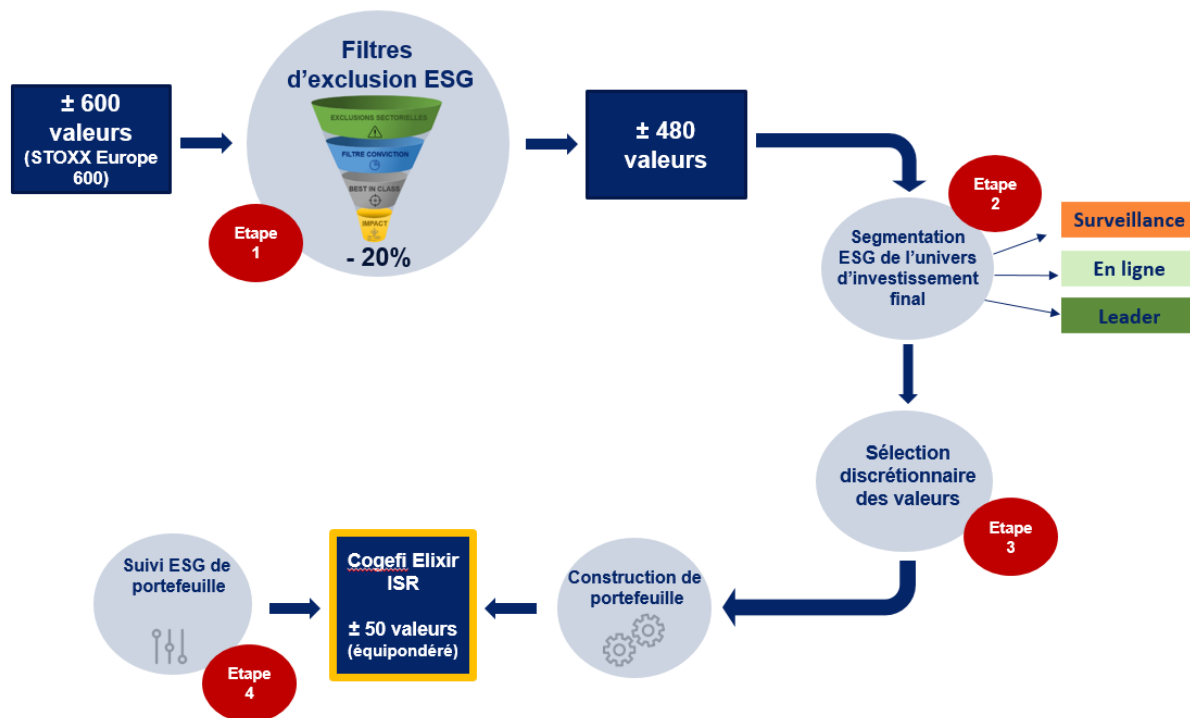 Filtres
d'exclusion ESG
± 600
valeurs
(STOXX Europe
600)
EXCLUSIONS SECTORIELLES
FILTRE CONVICTION
BEST IN CLASS
IMPACT
- 20%
Etape
1
± 480
valeurs
Etape
2
Segmentation
ESG de l'univers
d'investissement
final
Surveillance
En ligne
Leader
Sélection
discrétionnaire
des valeurs
Etape
3
Construction de
portefeuille
Cogefi Elixir
ISR
± 50 valeurs
(équipondéré)
Suivi ESG de
portefeuille
Etape
4